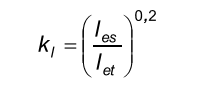 k_l = (l_es / l_et)^0,2